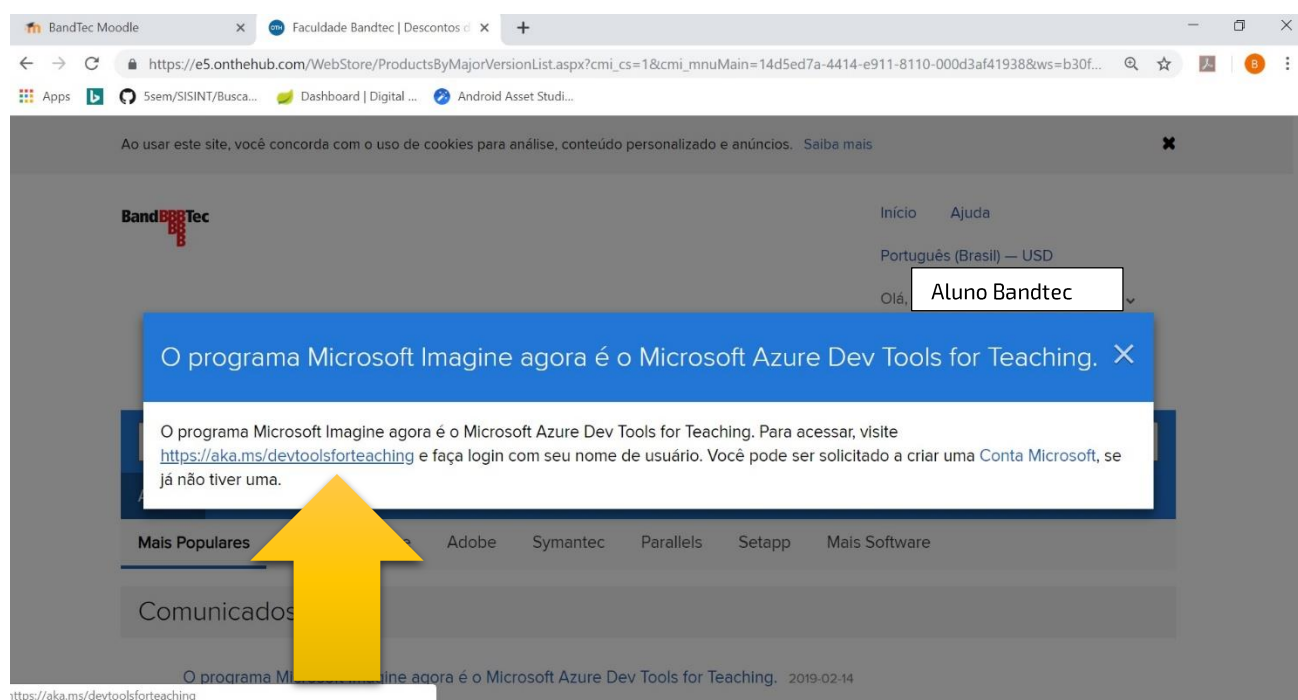 BandTec Moodle
Faculdade Bandtec | Descontos d
https://e5.onthehub.com/WebStore/ProductsByMajorVersionList.aspx?cmi_cs=1&cmi_mnuMain=14d5ed7a-4414-e911-8110-000d3af41938&ws=b30f...
B
Apps
5sem/SISINT/Busca...
Dashboard | Digital ...
Android Asset Studi...
Ao usar este site, você concorda com o uso de cookies para análise, conteúdo personalizado e anúncios. Saiba mais
BandBBBTec
BB
B
Início Ajuda
Português (Brasil) — USD
Olá, Aluno Bandtec
O programa Microsoft Imagine agora é o Microsoft Azure Dev Tools for Teaching.
O programa Microsoft Imagine agora é o Microsoft Azure Dev Tools for Teaching. Para acessar, visite
https://aka.ms/devtoolsforteaching e faça login com seu nome de usuário. Você pode ser solicitado a criar uma Conta Microsoft, se
já não tiver uma.
Mais Populares Adobe Symantec Parallels Setapp Mais Software
Comunicados
O programa Microsoft Imagine agora é o Microsoft Azure Dev Tools for Teaching. 2019-02-14
https://aka.ms/devtoolsforteaching